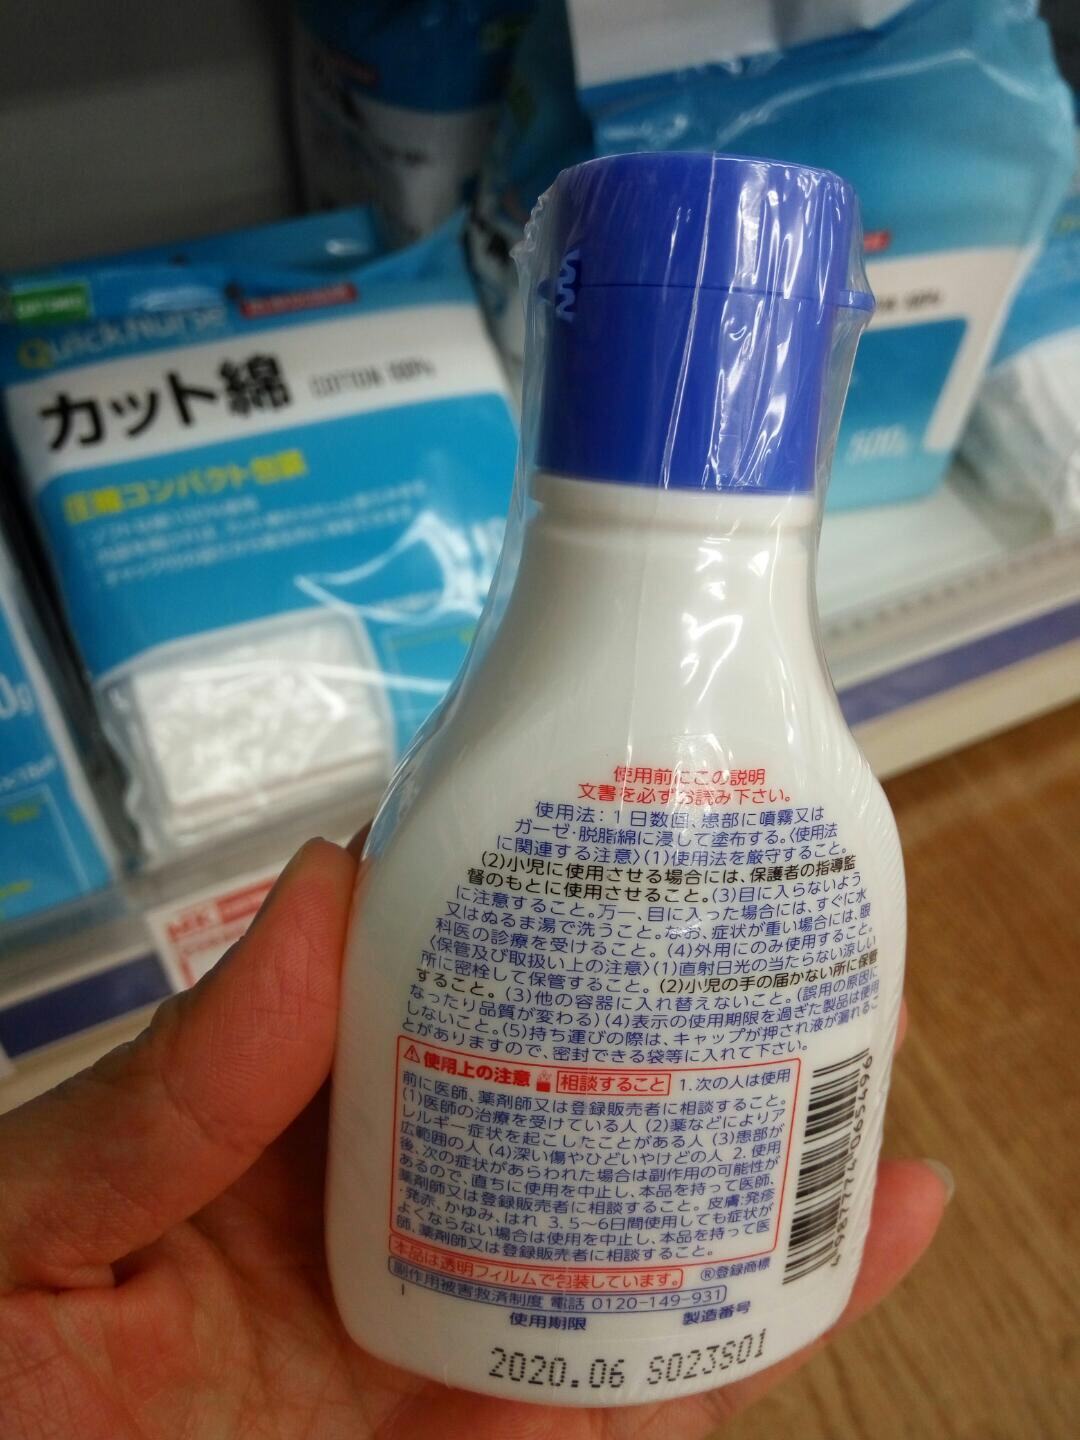 Quick nurse
カット綿
COTTON 100%
圧縮コンパクト包装
500g
使用前にこの説明
文書を必ずお読み下さい。
使用法：1日数回、患部に噴霧又は
ガーゼ・脱脂綿に浸して塗布する。〈使用法
に関連する注意〉(1)使用法を厳守すること。
(2)小児に使用させる場合には、保護者の指導監
督のもとに使用させること。(3)目に入らないよう
に注意すること。万一、目に入った場合には、すぐに水
又はぬるま湯で洗うこと。なお、症状が重い場合には、眼
科医の診療を受けること。(4)外用にのみ使用すること。
〈保管及び取扱い上の注意〉(1)直射日光の当たらない涼しい
所に密栓して保管すること。(2)小児の手の届かない所に保管
すること。(3)他の容器に入れ替えないこと。(誤用の原因に
なったり品質が変わる)(4)表示の使用期限を過ぎた製品は使用
しないこと。(5)持ち運びの際は、キャップが押され液が漏れるこ
とがありますので、密封できる袋等に入れて下さい。
使用上の注意 相談すること 1.次の人は使用
前に医師、薬剤師又は登録販売者に相談すること。
(1)医師の治療を受けている人 (2)薬などによりア
レルギー症状を起こしたことがある人 (3)患部が
広範囲の人 (4)深い傷やひどいやけどの人 2.使用
後、次の症状があらわれた場合は副作用の可能性が
あるので、直ちに使用を中止し、本品を持って医師、
薬剤師又は登録販売者に相談すること。皮膚:発疹
・発赤、かゆみ、はれ 3.5〜6日間使用しても症状が
よくならない場合は使用を中止し、本品を持って医
師、薬剤師又は登録販売者に相談すること。
本品は透明フィルムで包装しています。 ®登録商標
副作用被害救済制度 電話 0120-149-931
使用期限 製造番号
2020.06 S023S01
4987774065496